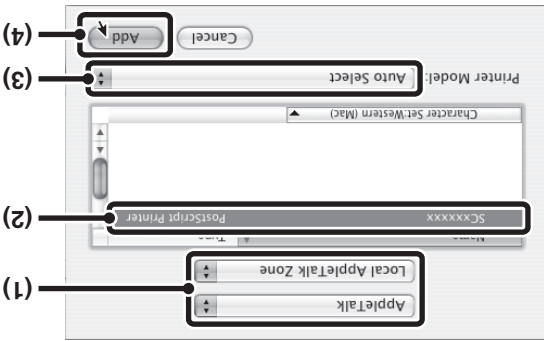 AppleTalk
Local AppleTalk Zone
(1)
Name Type
SCxxxxxx PostScript Printer
(2)
Character Set:Western (Mac)
Printer Model: Auto Select
(3)
Cancel Add
(4)